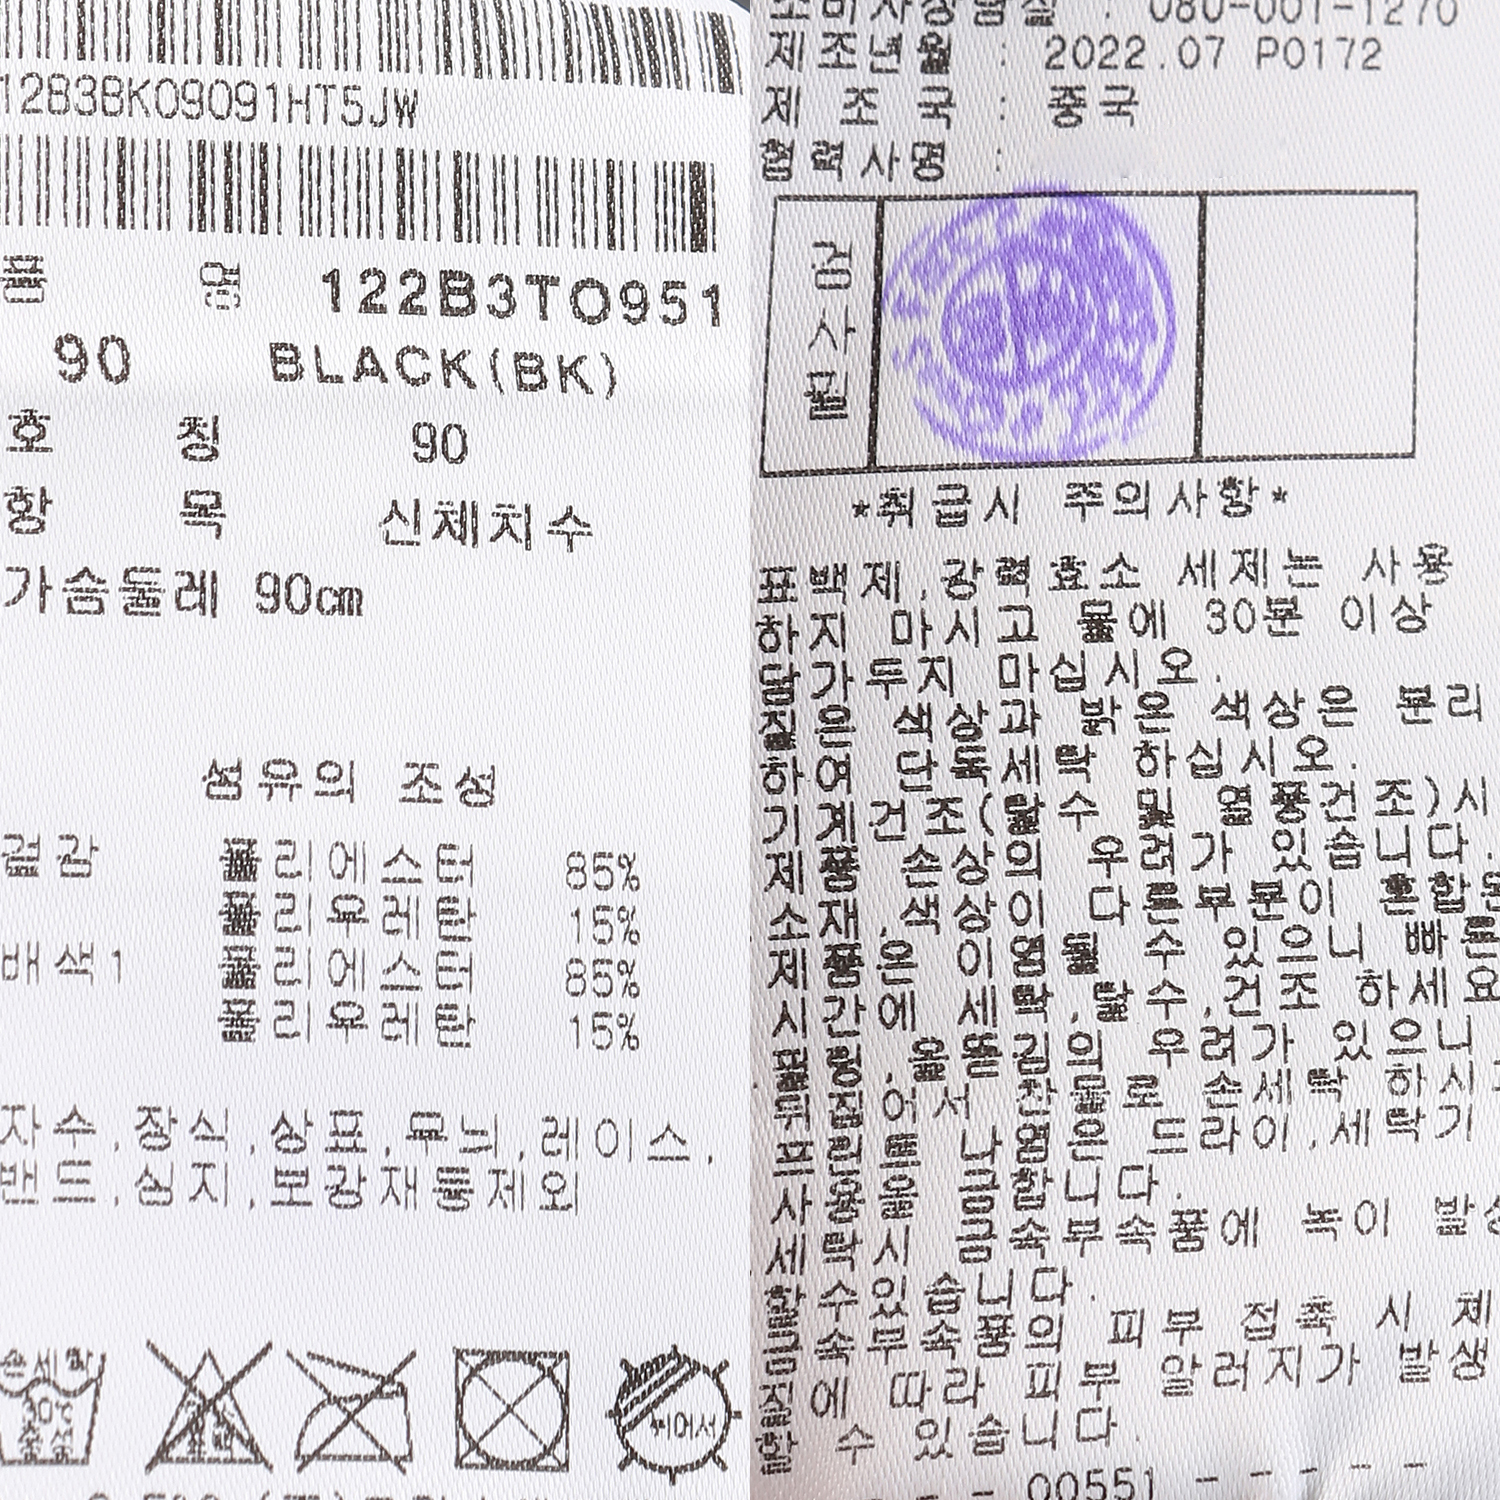 12B3BK09091HT5JW
품 명 122B3TO951
90 BLACK(BK)
호 칭 90
항 목 신체치수
가슴둘레 90cm
섬유의 조성
겉감 폴리에스터 85%
폴리우레탄 15%
배색1 폴리에스터 85%
폴리우레탄 15%
자수,장식,상표,무늬,레이스,
밴드,심지,보강재등제외
손세탁
30℃
중성
표백
뉘어서
소비자상담실 : 080-001-1270
제조년월 : 2022.07 P0172
제 조 국 : 중국
협력사명 :
검사필
*취급시 주의사항*
표백제,강력효소 세제는 사용
하지 마시고 물에 30분 이상
담가두지 마십시오.
짙은 색상과 밝은 색상은 분리
하여 단독세탁 하십시오.
기계건조(탈수 및 열풍건조)시
제품 손상의 우려가 있습니다.
소재,색상이 다른부분이 혼합된
제품은 이염될 수 있으니 빠른
시간에 세탁,탈수,건조 하세요
필링,올뜯김의 우려가 있으니
뒤집어서 찬물로 손세탁 하시
프린트 나염은 드라이,세탁기
사용을 금합니다.
세탁시 금속부속품에 녹이 발생
할수있습니다.
금속부속품의 피부 접촉 시 체
질에 따라 피부 알러지가 발생
할 수 있습니다.
00551 - - - - -